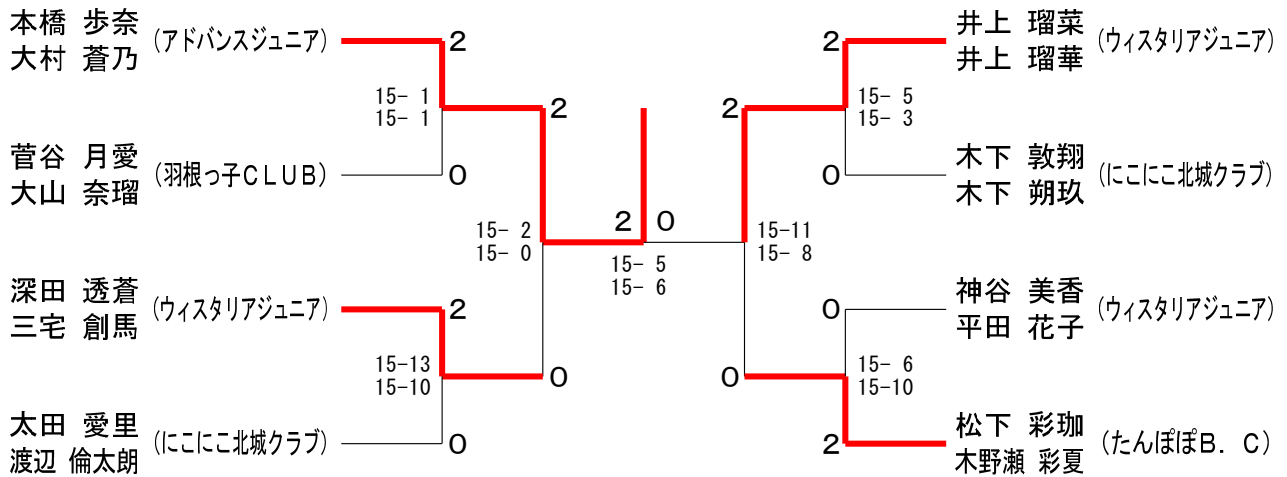 本橋 歩奈
大村 蒼乃
(アドバンスジュニア)
2
15- 1
15- 1
菅谷 月愛
大山 奈瑠
(羽根っ子CLUB)
0
2
15- 2
15- 0
深田 透蒼
三宅 創馬
(ウィスタリアジュニア)
2
15-13
15-10
太田 愛里
渡辺 倫太朗
(にこにこ北城クラブ)
0
0
2 0
15- 5
15- 6
井上 瑠菜
井上 瑠華
(ウィスタリアジュニア)
2
15- 5
15- 3
木下 敦翔
木下 朔玖
(にこにこ北城クラブ)
0
2
15-11
15- 8
神谷 美香
平田 花子
(ウィスタリアジュニア)
0
15- 6
15-10
松下 彩珈
木野瀬 彩夏
(たんぽぽB. C)
2
0